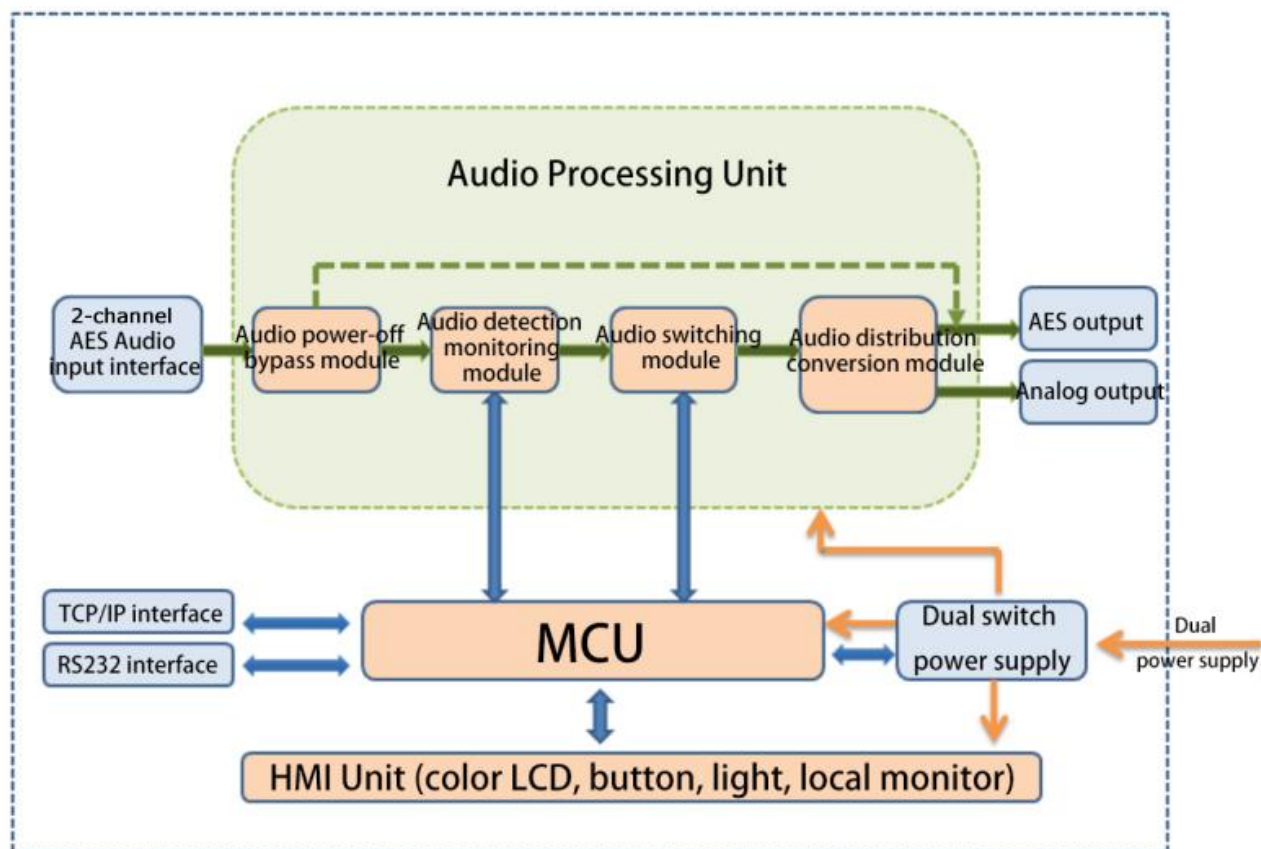 Audio Processing Unit
2-channel
AES Audio
input interface
Audio power-off
bypass module
Audio detection
monitoring
module
Audio switching
module
Audio distribution
conversion module
AES output
Analog output
TCP/IP interface
RS232 interface
MCU
Dual switch
power supply
Dual
power supply
HMI Unit (color LCD, button, light, local monitor)